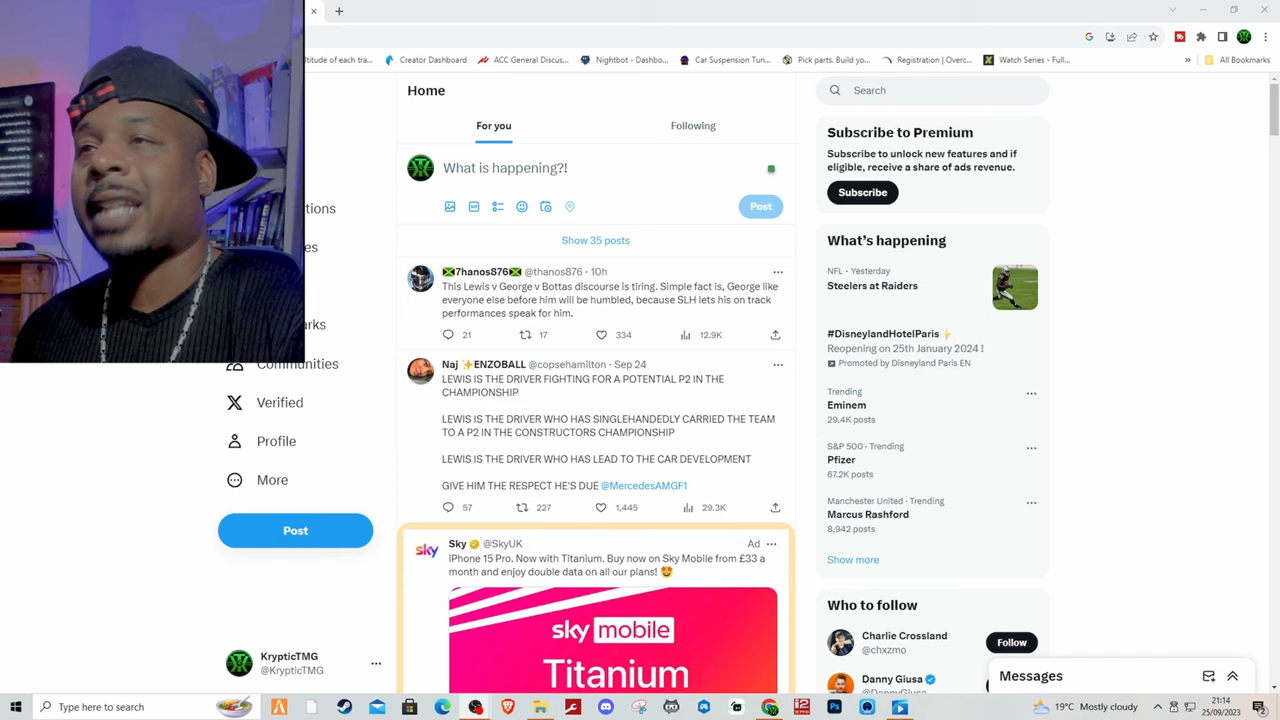 ltitude of each tra...
Creator Dashboard
ACC General Discus...
Nightbot - Dashbo...
Car Suspension Tun...
Pick parts. Build yo...
Registration | Overc...
Watch Series - Full...
»
All Bookmarks
Home
For you
Following
What is happening?!
Post
Show 35 posts
7hanos876 @thanos876 · 10h
This Lewis v George v Bottas discourse is tiring. Simple fact is, George like
everyone else before him will be humbled, because SLH lets his on track
performances speak for him.
21
17
334
12.9K
Naj ✨ENZOBALL @copsehamilton · Sep 24
LEWIS IS THE DRIVER FIGHTING FOR A POTENTIAL P2 IN THE
CHAMPIONSHIP
LEWIS IS THE DRIVER WHO HAS SINGLEHANDEDLY CARRIED THE TEAM
TO A P2 IN THE CONSTRUCTORS CHAMPIONSHIP
LEWIS IS THE DRIVER WHO HAS LEAD TO THE CAR DEVELOPMENT
GIVE HIM THE RESPECT HE'S DUE @MercedesAMGF1
57
227
1,445
29.3K
Sky @SkyUK
Ad
iPhone 15 Pro. Now with Titanium. Buy now on Sky Mobile from £33 a
month and enjoy double data on all our plans! 🤩
sky
sky mobile
Titanium
tions
es
rks
Communities
Verified
Profile
More
Post
KrypticTMG
@KrypticTMG
Search
Subscribe to Premium
Subscribe to unlock new features and if
eligible, receive a share of ads revenue.
Subscribe
What's happening
NFL · Yesterday
Steelers at Raiders
#DisneylandHotelParis ✨
Reopening on 25th January 2024 !
Promoted by Disneyland Paris EN
Trending
Eminem
29.4K posts
S&P 500 · Trending
Pfizer
67.2K posts
Manchester United · Trending
Marcus Rashford
8,942 posts
Show more
Who to follow
Charlie Crossland
@chxzmo
Follow
Danny Giusa
Messages
Type here to search
19°C Mostly cloudy
21:14
25/09/2023